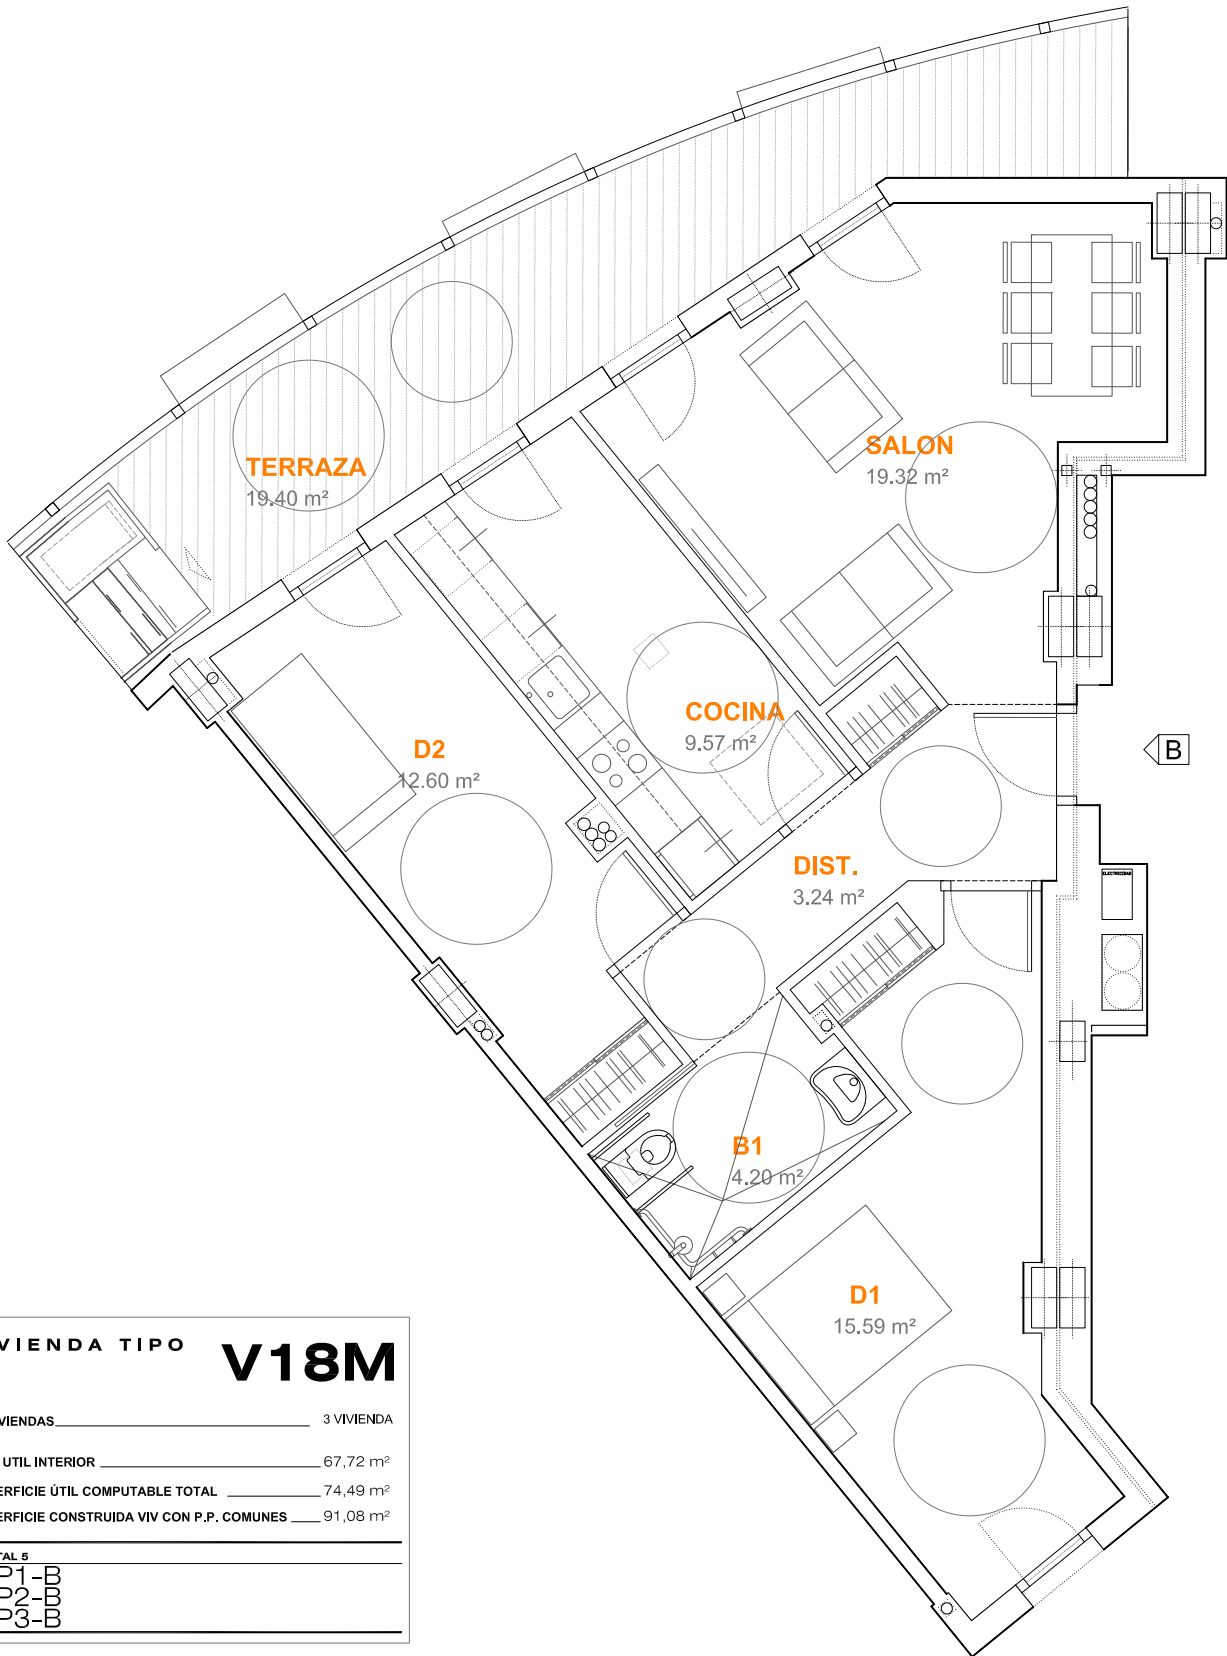 TERRAZA
19.40 m²
SALON
19.32 m²
COCINA
9.57 m²
D2
12.60 m²
B
DIST.
3.24 m²
ELECTRICIDAD
B1
4.20 m²
D1
15.59 m²
VIENDA TIPO V18M
VIENDAS 3 VIVIENDA
UTIL INTERIOR 67,72 m²
ERFICIE ÚTIL COMPUTABLE TOTAL 74,49 m²
ERFICIE CONSTRUIDA VIV CON P.P. COMUNES 91,08 m²
TAL 5
P1-B
P2-B
P3-B